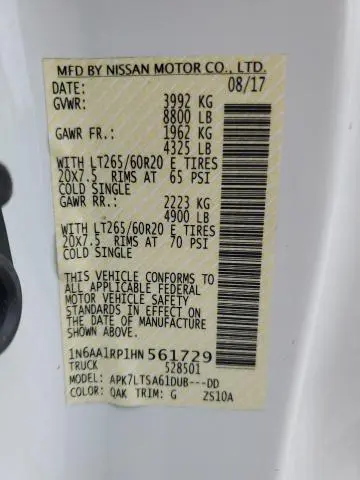 MFD BY NISSAN MOTOR CO., LTD.
DATE: 08/17
GVWR: 3992 KG
8800 LB
GAWR FR.: 1962 KG
4325 LB
WITH LT265/60R20 E TIRES
20X7.5 RIMS AT 65 PSI
COLD SINGLE
GAWR RR.: 2223 KG
4900 LB
WITH LT265/60R20 E TIRES
20X7.5 RIMS AT 70 PSI
COLD SINGLE
THIS VEHICLE CONFORMS TO
ALL APPLICABLE FEDERAL
MOTOR VEHICLE SAFETY
STANDARDS IN EFFECT ON
THE DATE OF MANUFACTURE
SHOWN ABOVE.
1N6AA1RP1HN 561729
TRUCK 528501
MODEL: APK7LTSA61DUB---DD
COLOR: QAK TRIM: G ZS10A